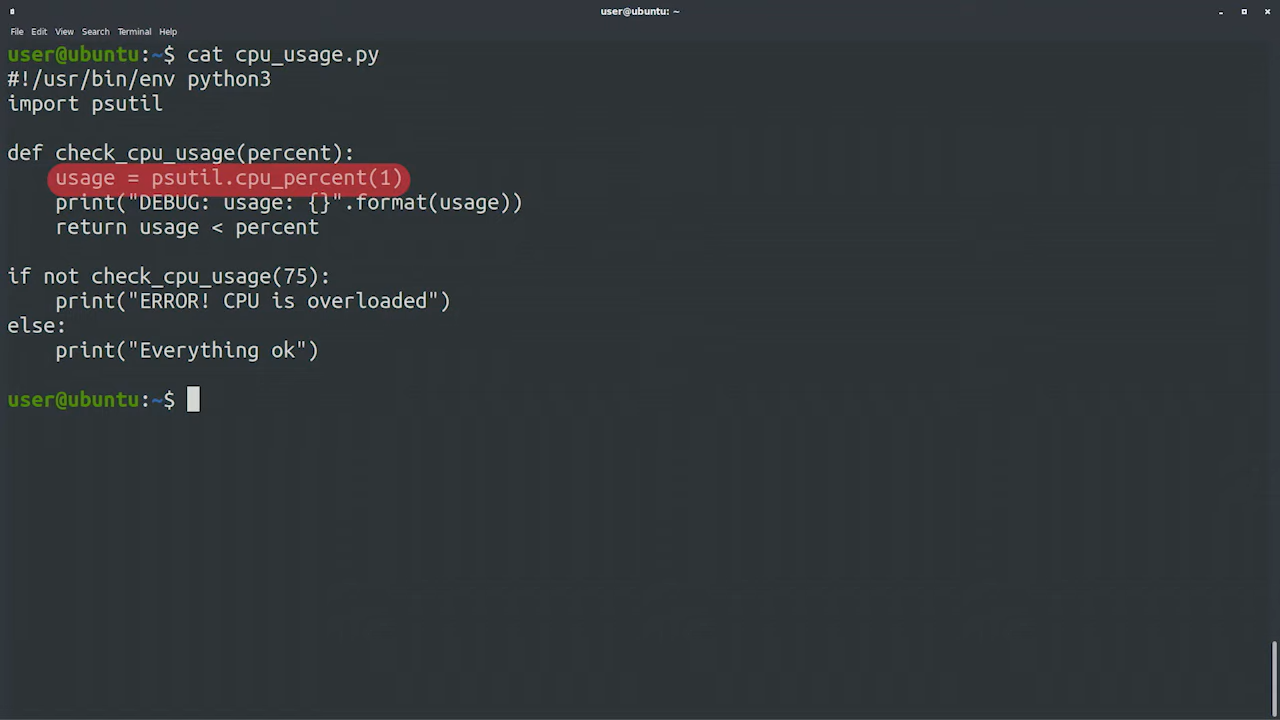 user@ubuntu: ~
File Edit View Search Terminal Help
user@ubuntu:~$ cat cpu_usage.py
#!/usr/bin/env python3
import psutil
def check_cpu_usage(percent):
    usage = psutil.cpu_percent(1)
    print("DEBUG: usage: {}".format(usage))
    return usage < percent
if not check_cpu_usage(75):
    print("ERROR! CPU is overloaded")
else:
    print("Everything ok")
user@ubuntu:~$